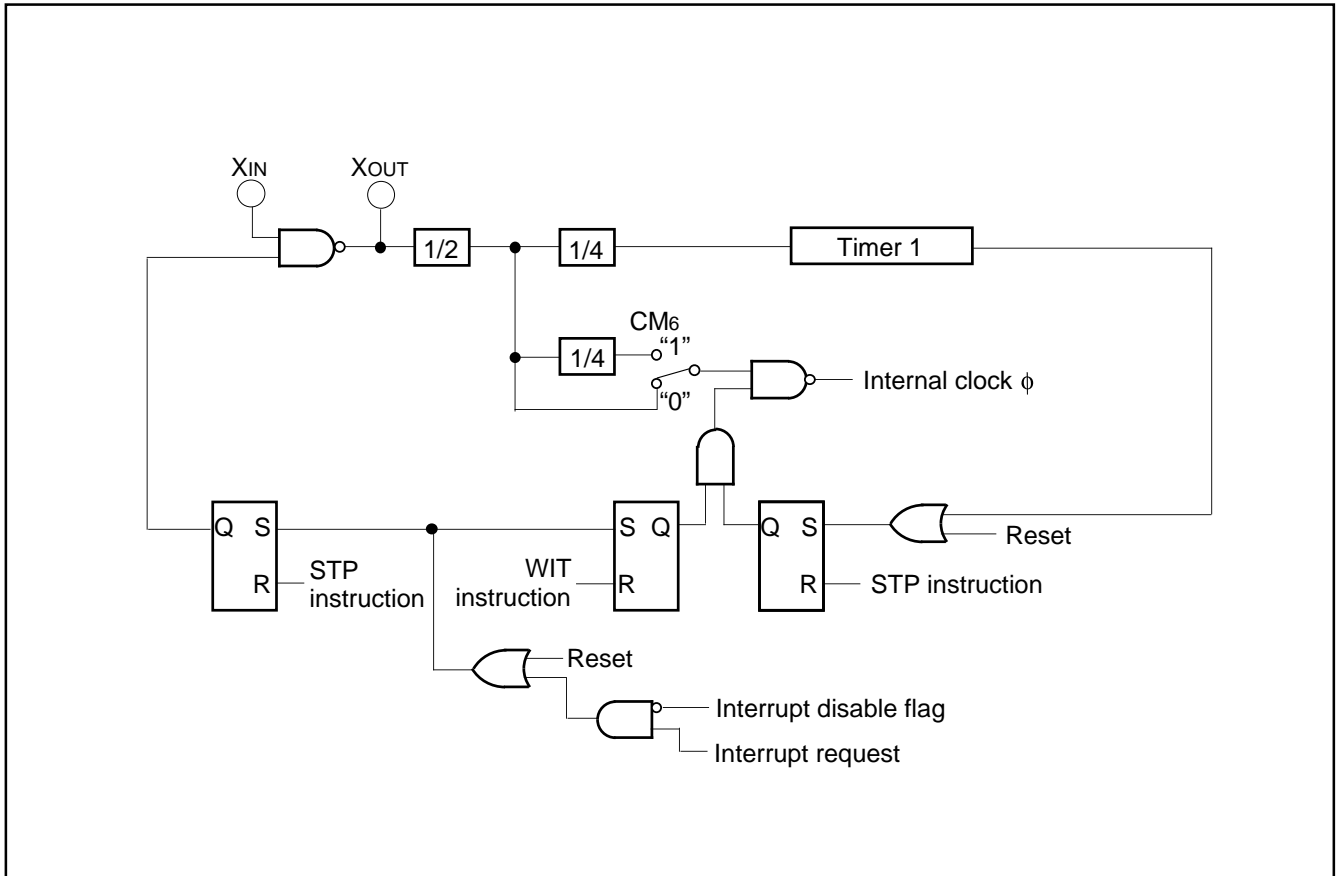 XIN
XOUT
1/2
1/4
Timer 1
CM6
"1"
1/4
"0"
Internal clock ϕ
Q S
R
STP
instruction
S Q
R
WIT
instruction
Q S
R
Reset
STP instruction
Reset
Interrupt disable flag
Interrupt request